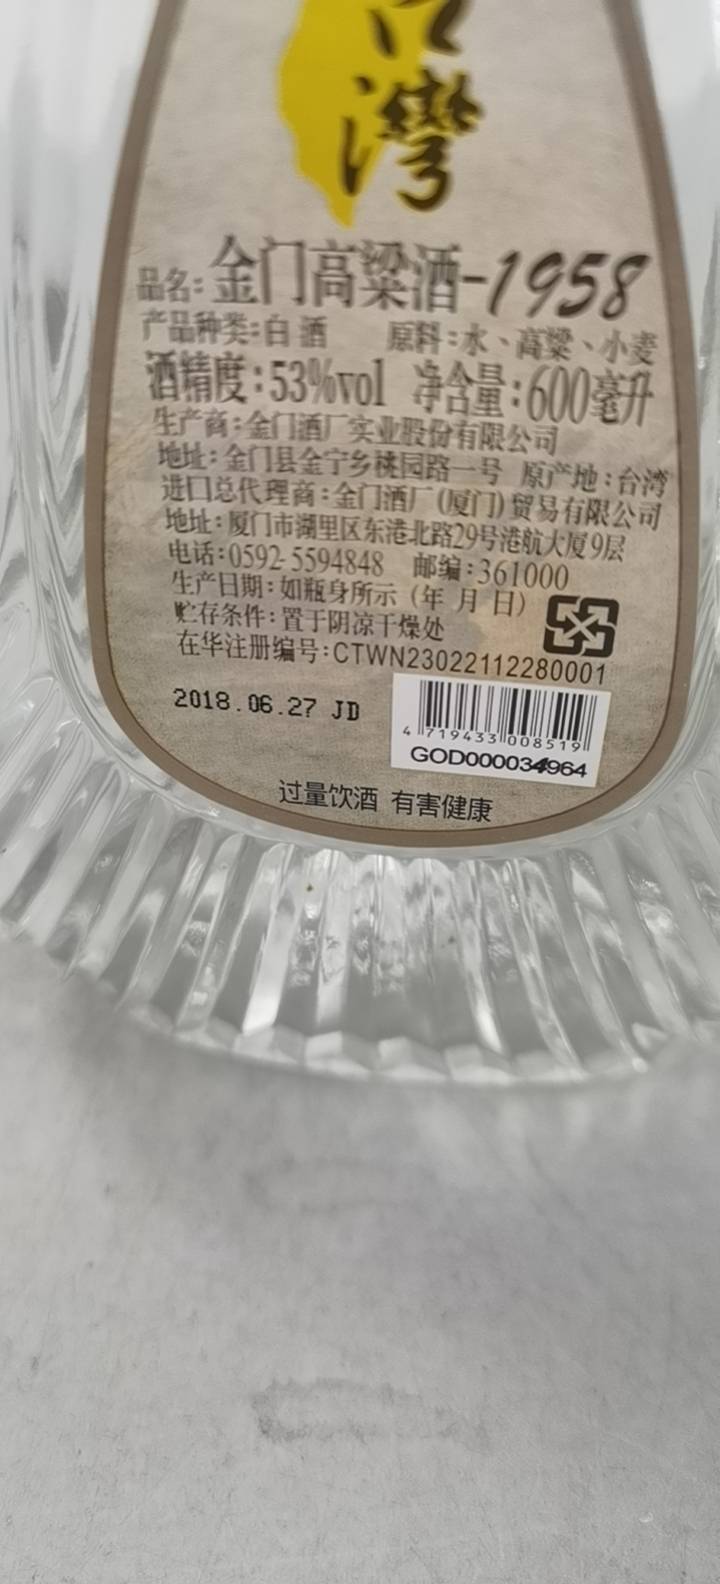 台
灣
品名:金门高粱酒-1958
产品种类:白酒 原料:水、高粱、小麦
酒精度:53%vol 净含量:600毫升
生产商:金门酒厂实业股份有限公司
地址:金门县金宁乡桃园路一号 原产地:台湾
进口总代理商:金门酒厂(厦门)贸易有限公司
地址:厦门市湖里区东港北路29号港航大厦9层
电话:0592-5594848 邮编:361000
生产日期:如瓶身所示(年 月 日)
贮存条件:置于阴凉干燥处
在华注册编号:CTWN23022112280001
2018.06.27 JD
4 719433 008519
GOD000034964
过量饮酒 有害健康